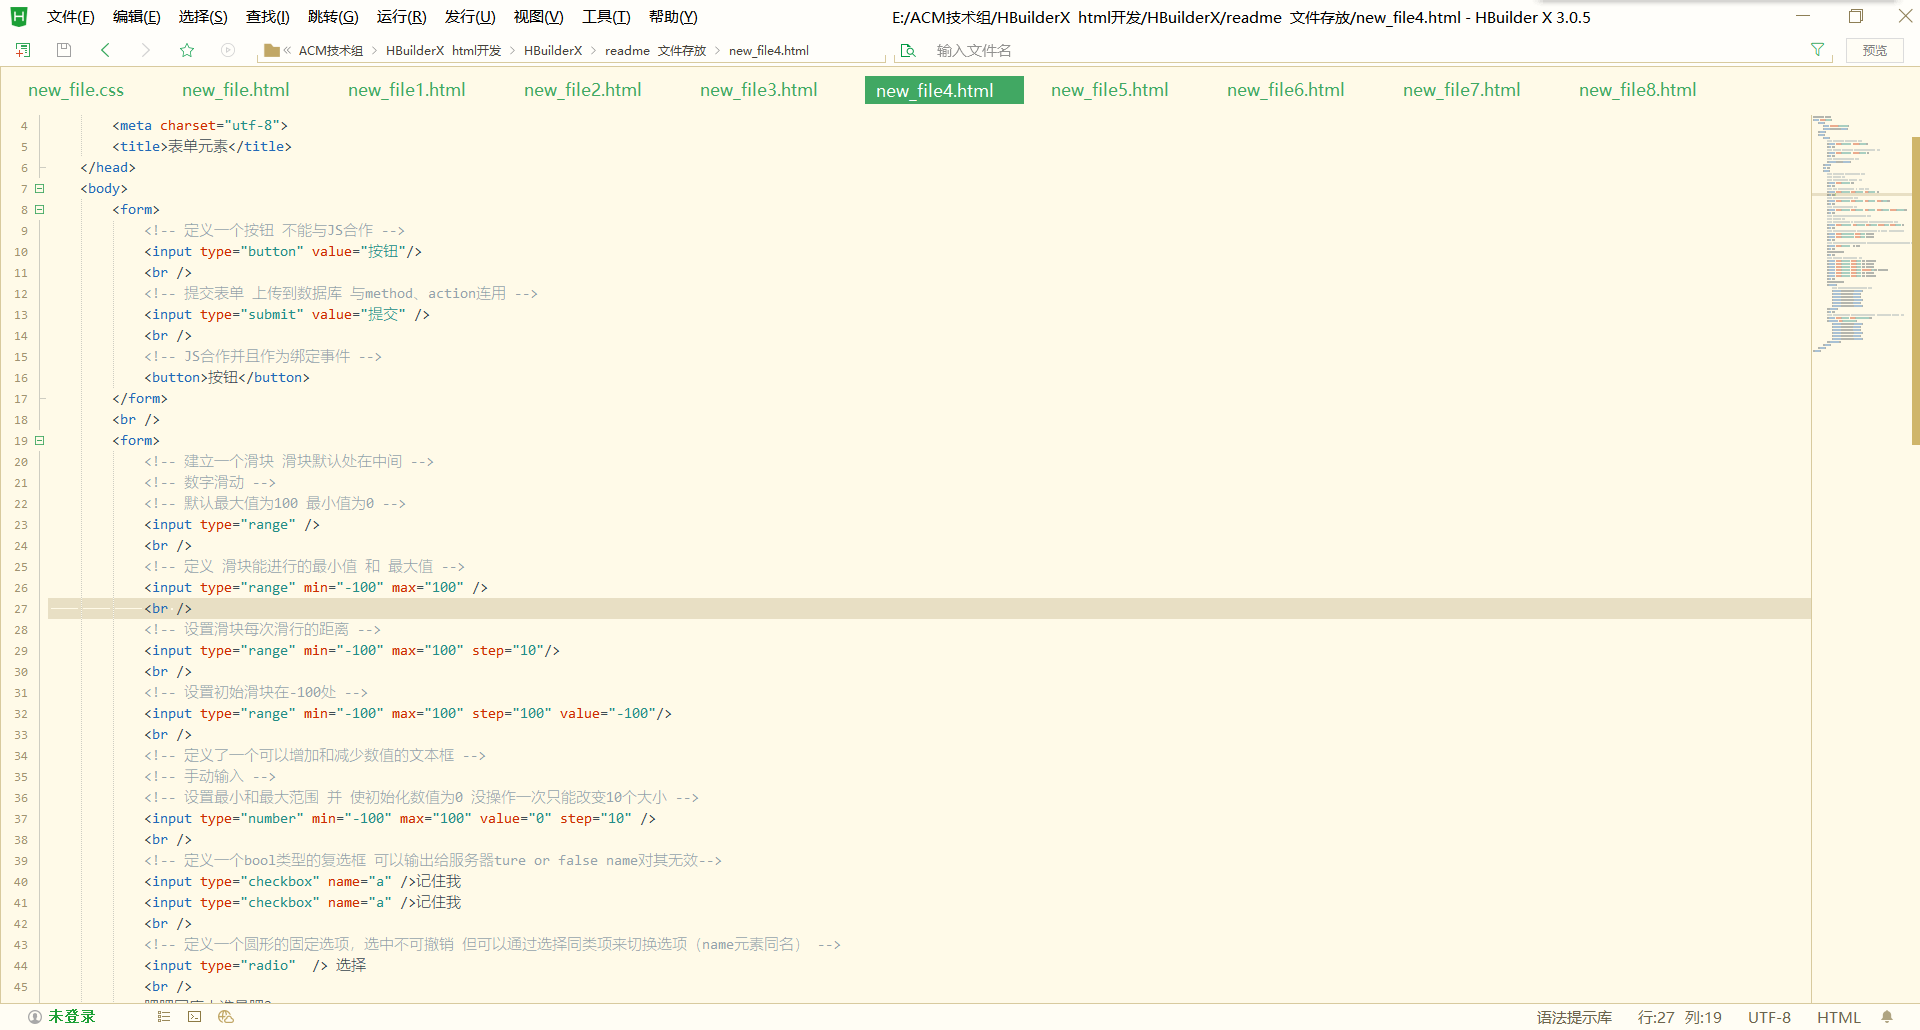 文件(F) 编辑(E) 选择(S) 查找(I) 跳转(G) 运行(R) 发行(U) 视图(V) 工具(T) 帮助(Y) E:/ACM技术组/HBuilderX html开发/HBuilderX/readme 文件存放/new_file4.html - HBuilder X 3.0.5
ACM技术组 > HBuilderX html开发 > HBuilderX > readme 文件存放 > new_file4.html 输入文件名 预览
new_file.css new_file.html new_file1.html new_file2.html new_file3.html new_file4.html new_file5.html new_file6.html new_file7.html new_file8.html
4 <meta charset="utf-8">
5 <title>表单元素</title>
6 </head>
7 <body>
8 <form>
9 <!-- 定义一个按钮 不能与JS合作 -->
10 <input type="button" value="按钮"/>
11 <br />
12 <!-- 提交表单 上传到数据库 与method、action连用 -->
13 <input type="submit" value="提交" />
14 <br />
15 <!-- JS合作并且作为绑定事件 -->
16 <button>按钮</button>
17 </form>
18 <br />
19 <form>
20 <!-- 建立一个滑块 滑块默认处在中间 -->
21 <!-- 数字滑动 -->
22 <!-- 默认最大值为100 最小值为0 -->
23 <input type="range" />
24 <br />
25 <!-- 定义 滑块能进行的最小值 和 最大值 -->
26 <input type="range" min="-100" max="100" />
27 <br />
28 <!-- 设置滑块每次滑行的距离 -->
29 <input type="range" min="-100" max="100" step="10"/>
30 <br />
31 <!-- 设置初始滑块在-100处 -->
32 <input type="range" min="-100" max="100" step="100" value="-100"/>
33 <br />
34 <!-- 定义了一个可以增加和减少数值的文本框 -->
35 <!-- 手动输入 -->
36 <!-- 设置最小和最大范围 并 使初始化数值为0 没操作一次只能改变10个大小 -->
37 <input type="number" min="-100" max="100" value="0" step="10" />
38 <br />
39 <!-- 定义一个bool类型的复选框 可以输出给服务器ture or false name对其无效-->
40 <input type="checkbox" name="a" />记住我
41 <input type="checkbox" name="a" />记住我
42 <br />
43 <!-- 定义一个圆形的固定选项，选中不可撤销 但可以通过选择同类项来切换选项（name元素同名） -->
44 <input type="radio" /> 选择
45 <br />
未登录 语法提示库 行:27 列:19 UTF-8 HTML